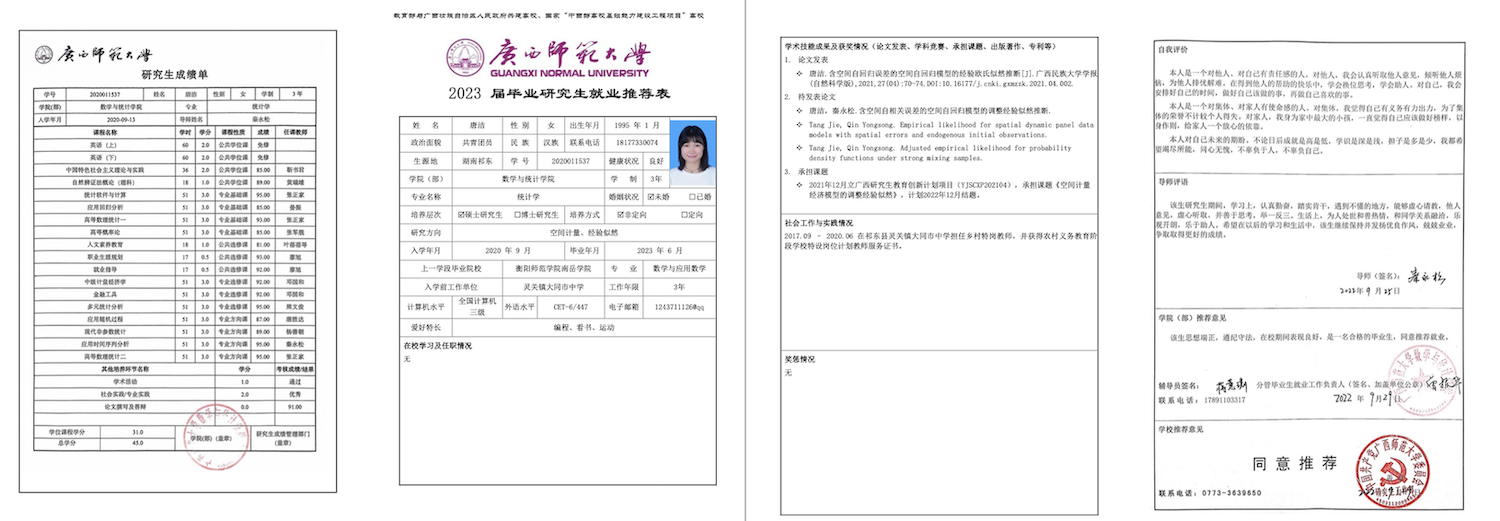 廣西師範大學
研究生成绩单
学号 2020011537 姓名 唐洁 性别 女 学制 3年
学院(部) 数学与统计学院 专业 统计学
入学年月 2020-09-13 导师姓名 秦永松
课程名称 学时 学分 课程性质 成绩 任课教师
英语(上) 60 2.0 公共学位课 免修
英语(下) 60 2.0 公共学位课 免修
中国特色社会主义理论与实践 36 2.0 公共学位课 85.00 靳书君
自然辩证法概论(理科) 18 1.0 公共学位课 89.00 黄瑞雄
统计软件与计算 51 3.0 专业基础课 95.00 张正家
应用回归分析 51 3.0 专业基础课 85.00 晏振
高等数理统计一 51 3.0 专业基础课 93.00 张正家
高等概率论 51 3.0 专业基础课 85.00 张军舰
人文素养教育 18 1.0 公共选修课 81.00 叶蓓蓓等
职业生涯规划 17 0.5 公共选修课 93.00 廖旭
就业指导 17 0.5 公共选修课 92.00 廖旭
中级计量经济学 51 3.0 专业选修课 92.00 邓国和
金融工具 51 3.0 专业选修课 92.00 邓国和
多元统计分析 51 3.0 专业选修课 95.00 熊文俊
应用随机过程 51 3.0 专业方向课 87.00 唐胜达
现代非参数统计 51 3.0 专业方向课 89.00 杨善朝
应用时间序列分析 51 3.0 专业方向课 95.00 秦永松
高等数理统计二 51 3.0 专业方向课 95.00 张正家
其他培养环节名称 学分 考核成绩/结果
学术活动 1.0 通过
社会实践/专业实践 2.0 优秀
论文撰写及答辩 0.0 91.00
学位课程学分 31.0 学院(部)(盖章) 研究生成绩管理部门(盖章)
总学分 45.0
教育部与广西壮族自治区人民政府共建高校、国家“中西部高校基础能力建设工程项目”高校
廣西師範大學
GUANGXI NORMAL UNIVERSITY
2023 届毕业研究生就业推荐表
姓 名 唐洁 性 别 女 出生年月 1995 年 1 月
政治面貌 共青团员 民 族 汉族 联系电话 18177330074
生源地 湖南祁东 学 号 2020011537 健康状况 良好
学院(部) 数学与统计学院 学 制 3年
专业名称 统计学 婚姻状况 ☑未婚 □已婚
培养层次 ☑硕士研究生 □博士研究生 培养方式 ☑非定向 □定向
研究方向 空间计量、经验似然
入学年月 2020 年 9 月 毕业年月 2023 年 6 月
上一学段毕业院校 衡阳师范学院南岳学院 专 业 数学与应用数学
入学前工作单位 灵关镇大同市中学 工作年限 3年
计算机水平 全国计算机三级 外语水平 CET-6/447 电子邮箱 1243711126@qq
爱好特长 编程、看书、运动
在校学习及任职情况
无
学术技能成果及获奖情况(论文发表、学科竞赛、承担课题、出版著作、专利等)
1. 论文发表
❖ 唐洁.含空间自回归误差的空间自回归模型的经验欧氏似然推断[J].广西民族大学学报
(自然科学版),2021,27(04):70-74.DOI:10.16177/j.cnki.gxmzzk.2021.04.002.
2. 待发表论文
❖ 唐洁，秦永松.含空间自相关误差的空间自回归模型的调整经验似然推断.
❖ Tang Jie, Qin Yongsong. Empirical likelihood for spatial dynamic panel data
models with spatial errors and endogenous initial observations.
❖ Tang Jie, Qin Yongsong. Adjusted empirical likelihood for probability
density functions under strong mixing samples.
3. 承担课题
❖ 2021年12月立广西研究生教育创新计划项目(YJSCXP202104)，承担课题《空间计量
经济模型的调整经验似然》，计划2022年12月结题。
社会工作与实践情况
2017.09 – 2020.06 在祁东县灵关镇大同市中学担任乡村特岗教师，并获得农村义务教育阶
段学校特设岗位计划教师服务证书。
奖惩情况
无
自我评价
本人是一个对他人、对自己有责任感的人。对他人，我会认真听取他人意见，倾听他人烦
恼，为他人排忧解难，在得到他人的帮助的快乐中，学会换位思考，学会助人。对自己，我会
安排好自己的时间，做好自己该做的事，再做自己喜欢的事。
本人是一个对集体、对家人有使命感的人。对集体，我觉得自己义务有力出力，为了集
体的荣誉不计较个人得失。对家人，我身为家中最大的小孩，一直觉得自己应该做好榜样，以
身作则，给家人一个放心的依靠。
本人对自己未来的期盼，不论日后成就是高是低，学识是深是浅，担子是多是少，我都希
望竭尽所能，同心无愧，不辜负于人，不辜负自己。
导师评语
该生研究生期间，学习上，认真勤奋，踏实肯干，遇到不懂的地方，能够虚心请教，他人
意见，虚心听取，并善于思考，举一反三。生活上，为人处世和善热情，和同学关系融洽，乐
观开朗，乐于助人。希望在以后的学习和生活中，该生继续保持并发扬优良作风，兢兢业业，
争取取得更好的成绩。
导师(签名)： 秦永松
2022年 9 月 25日
学院(部)推荐意见
该生思想端正，遵纪守法，在校期间表现良好，是一名合格的毕业生，同意推荐就业。
辅导员签名： 分管毕业生就业工作负责人(签名、加盖单位公章)
联系电话：17891103317 2022 年 9月29日
学校推荐意见
同意推荐
中国共产党广西师范大学委员会
联系电话：0773-3639650